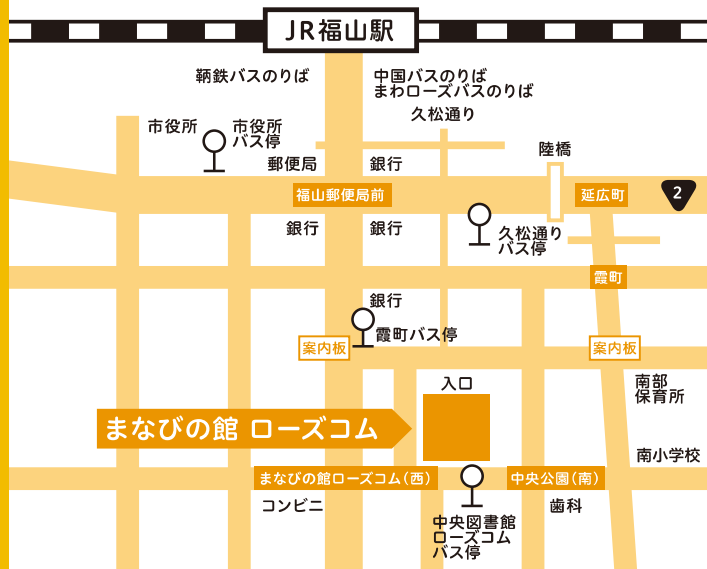 JR福山駅
鞆鉄バスのりば
中国バスのりば
まわローズバスのりば
久松通り
市役所
市役所
バス停
郵便局
銀行
陸橋
福山郵便局前
延広町
2
銀行
銀行
久松通り
バス停
霞町
銀行
霞町バス停
案内板
案内板
入口
南部
保育所
まなびの館 ローズコム
南小学校
まなびの館ローズコム(西)
中央公園(南)
コンビニ
歯科
中央図書館
ローズコム
バス停